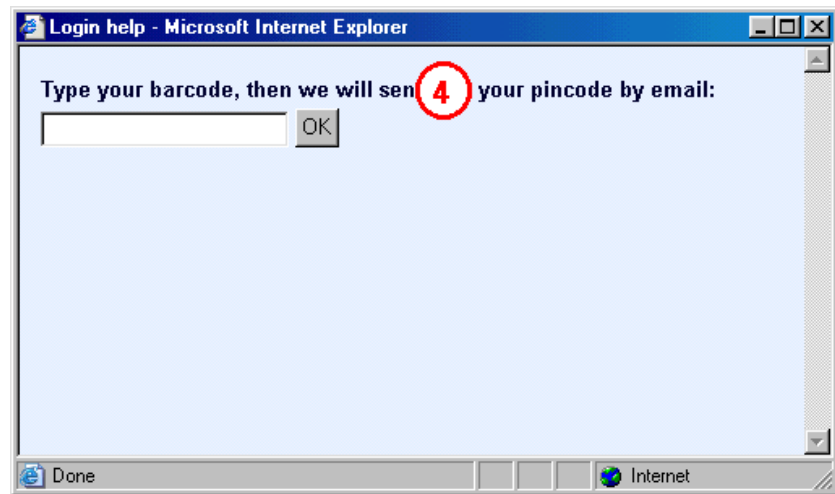 Login help - Microsoft Internet Explorer
Type your barcode, then we will sen 4 your pincode by email:
OK
Done Internet